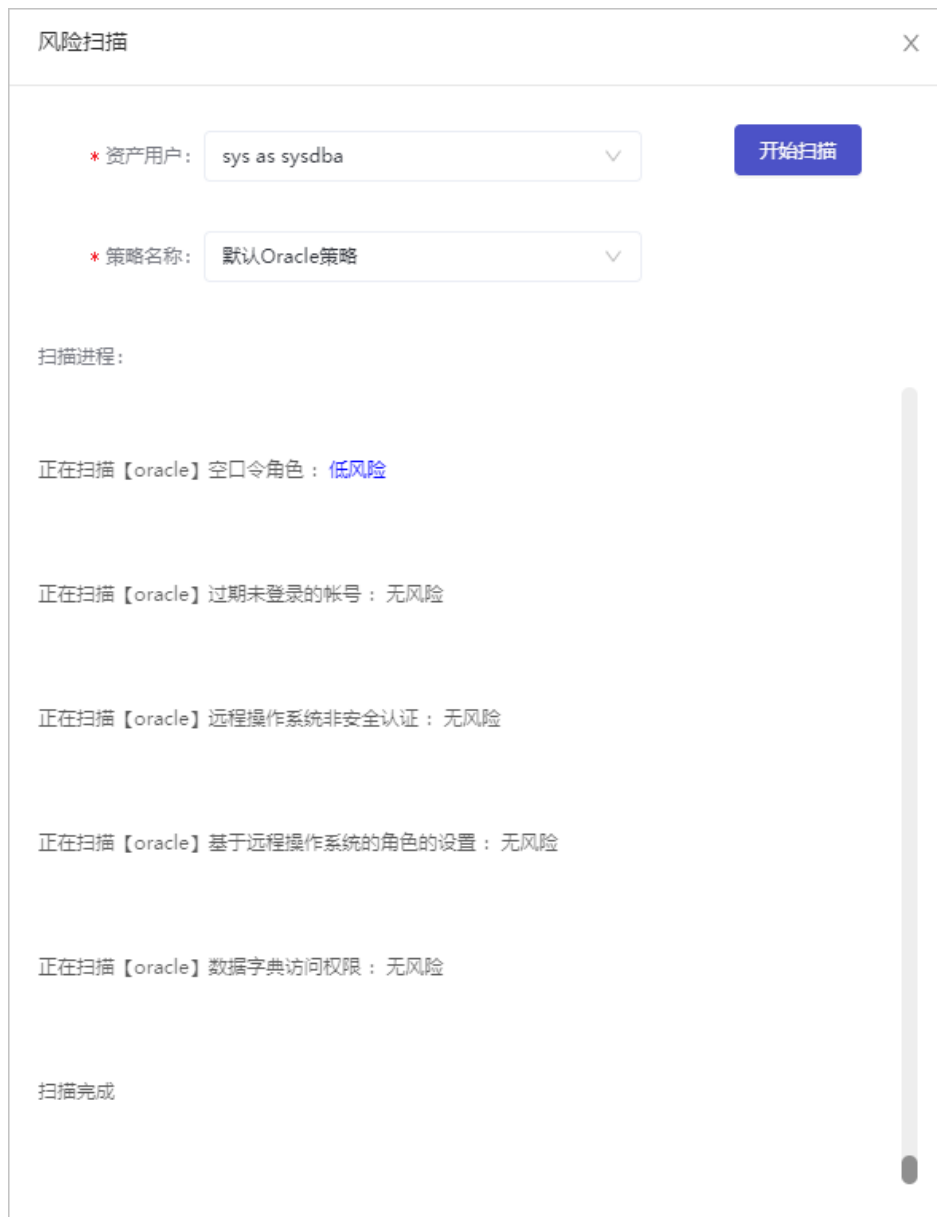 风险扫描
* 资产用户: sys as sysdba 开始扫描
* 策略名称: 默认Oracle策略
扫描进程:
正在扫描【oracle】空口令角色 : 低风险
正在扫描【oracle】过期未登录的帐号 : 无风险
正在扫描【oracle】远程操作系统非安全认证 : 无风险
正在扫描【oracle】基于远程操作系统的角色的设置 : 无风险
正在扫描【oracle】数据字典访问权限 : 无风险
扫描完成